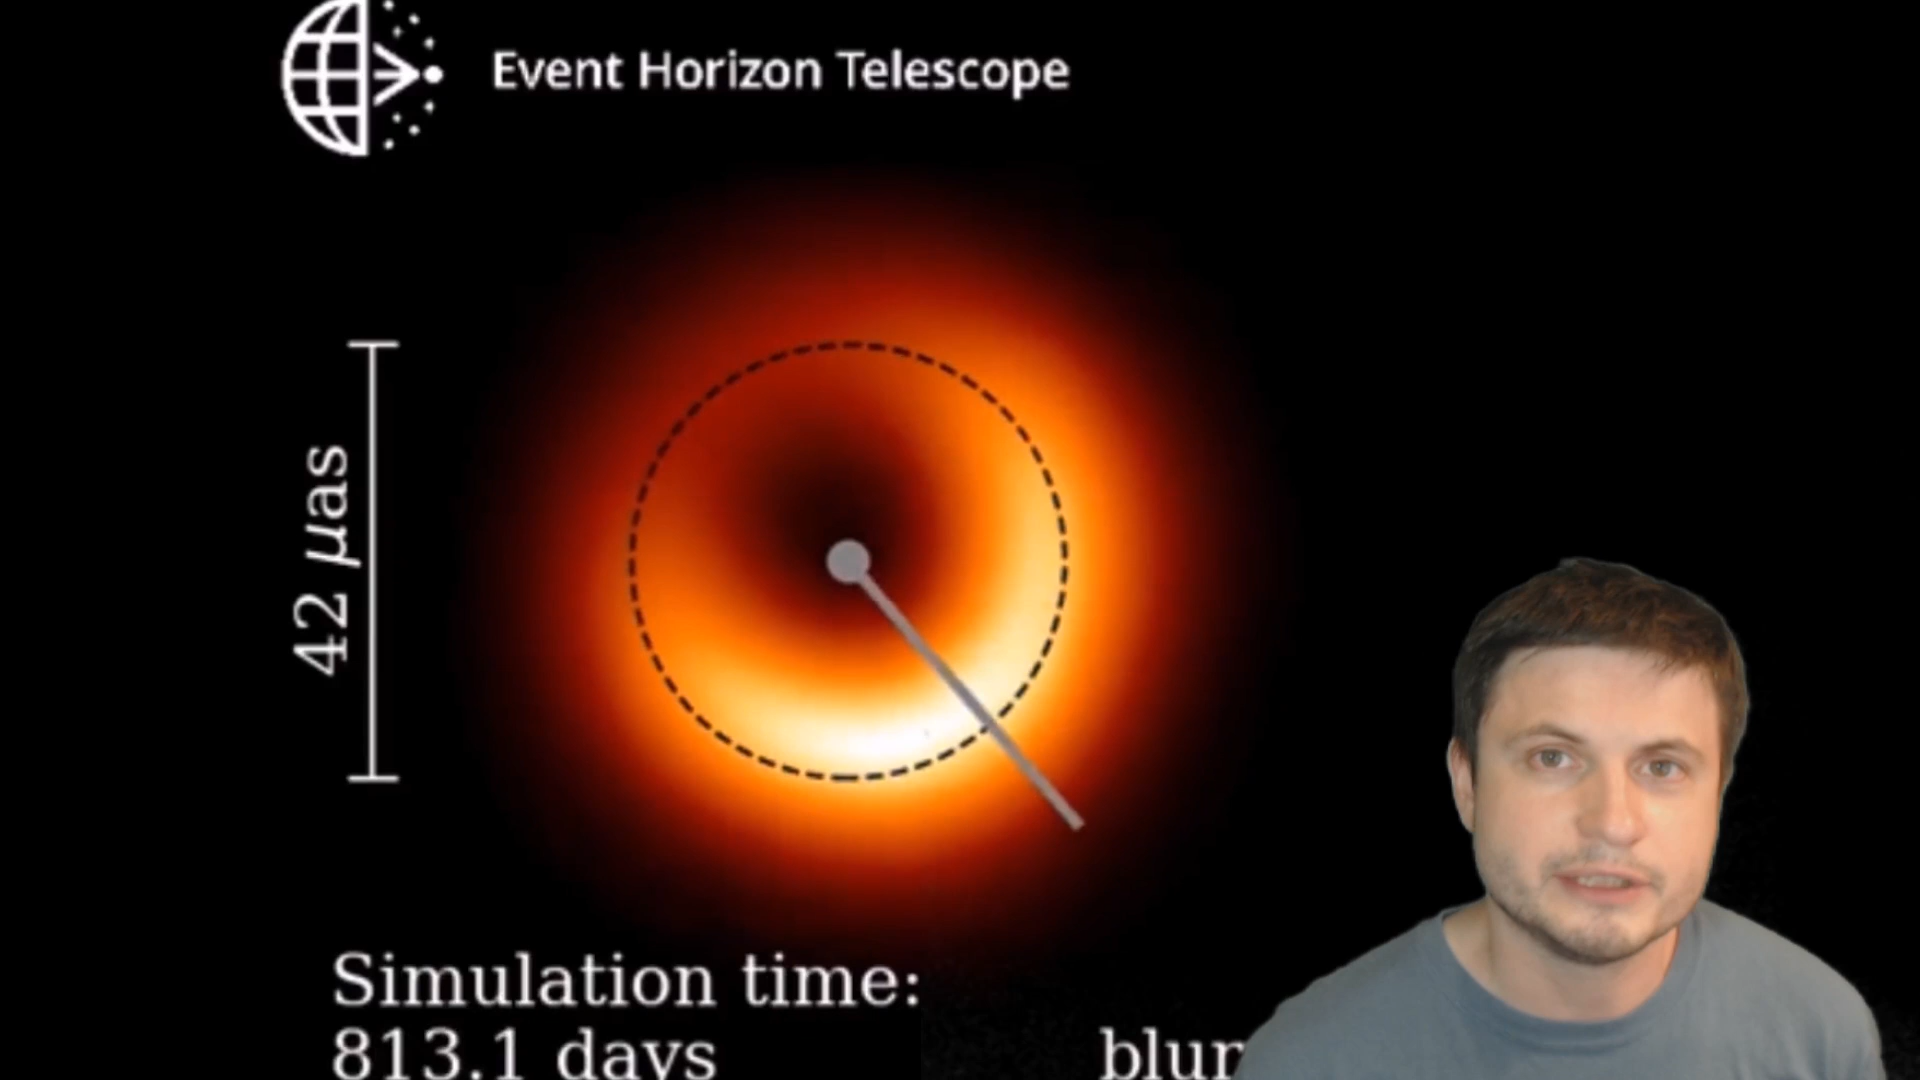 Event Horizon Telescope
42 μas
Simulation time:
813.1 days